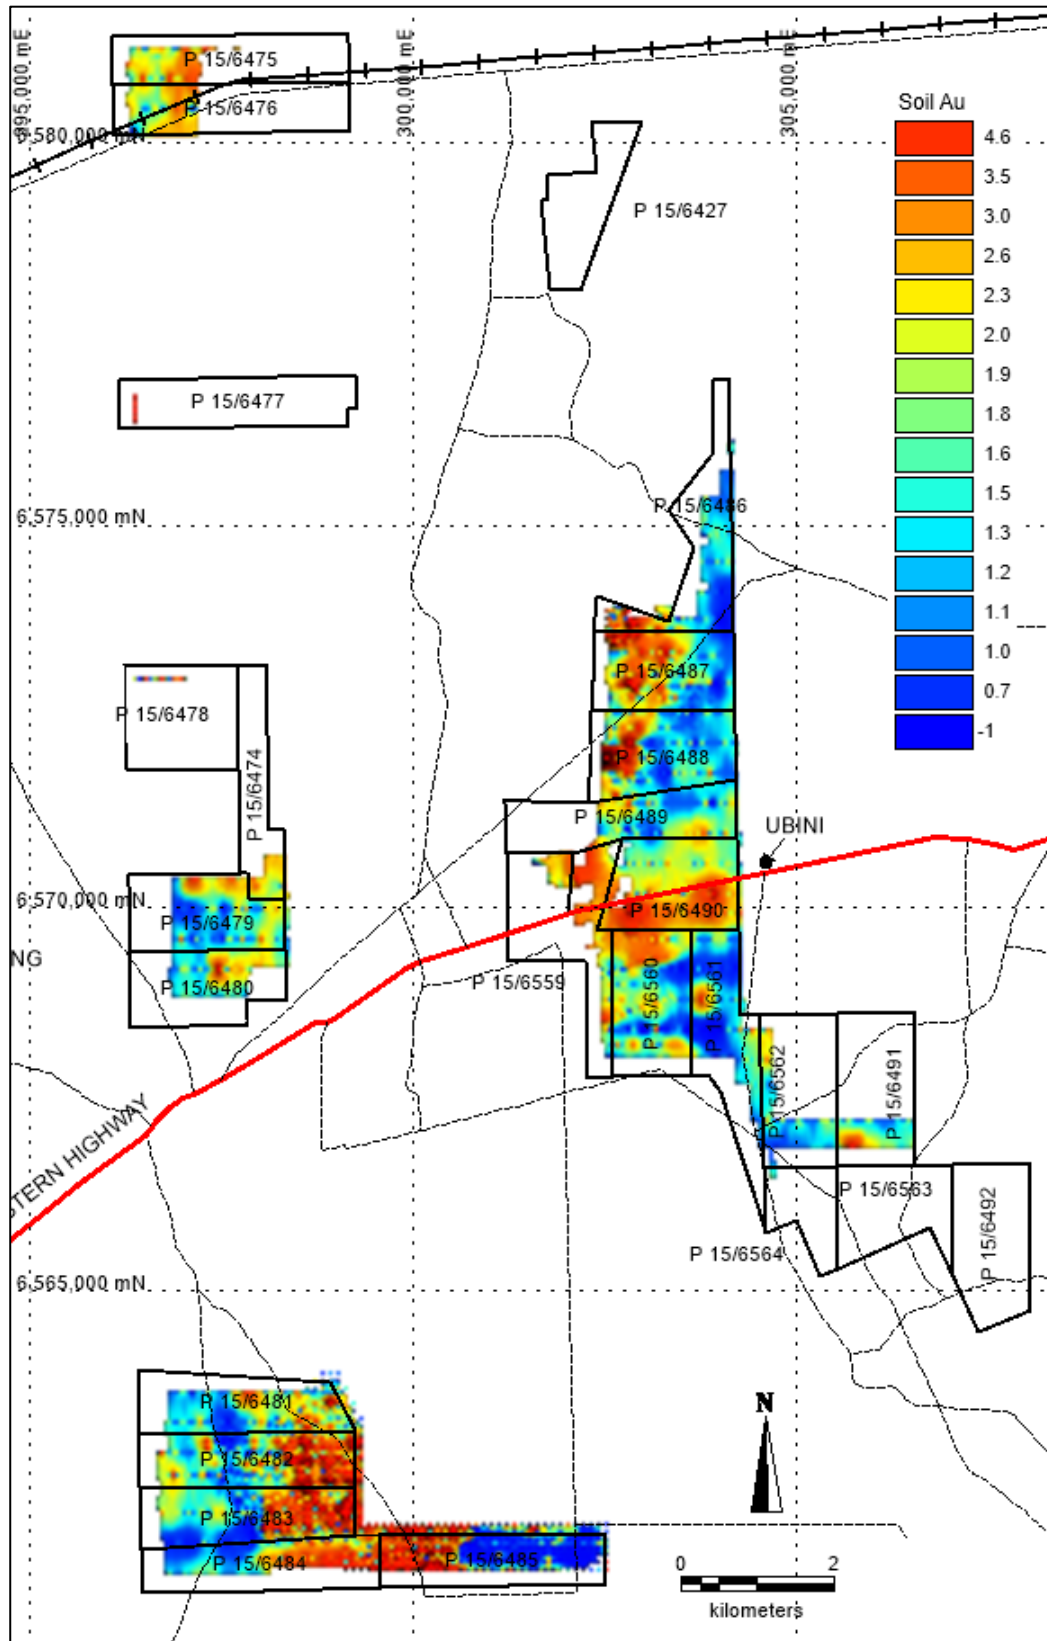 295,000 mE
300,000 mE
305,000 mE
P 15/6475
P 15/6476
6,580,000 mN
Soil Au
4.6
3.5
3.0
2.6
2.3
2.0
1.9
1.8
1.6
1.5
1.3
1.2
1.1
1.0
0.7
-1
P 15/6427
P 15/6477
P 15/6486
6,575,000 mN
P 15/6487
P 15/6478
P 15/6474
P 15/6488
P 15/6489
UBINI
6,570,000 mN
P 15/6490
P 15/6479
NG
P 15/6480
P 15/6559
P 15/6560
P 15/6561
P 15/6562
P 15/6491
STERN HIGHWAY
P 15/6563
P 15/6492
P 15/6564
6,565,000 mN
P 15/6481
N
P 15/6482
P 15/6483
P 15/6484
P 15/6485
0 2
kilometers